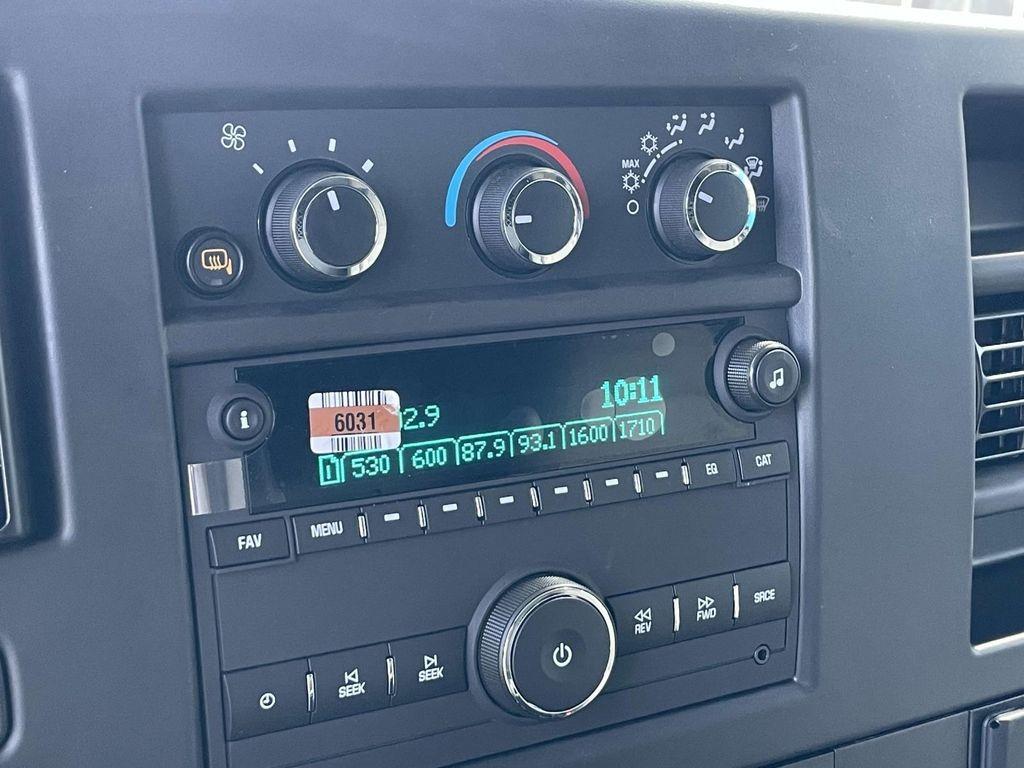 MAX
i
6031
2.9
10:11
1 530 600 87.9 93.1 1600 1710
FAV
MENU
EQ
CAT
SEEK
SEEK
REV
FWD
SRCE